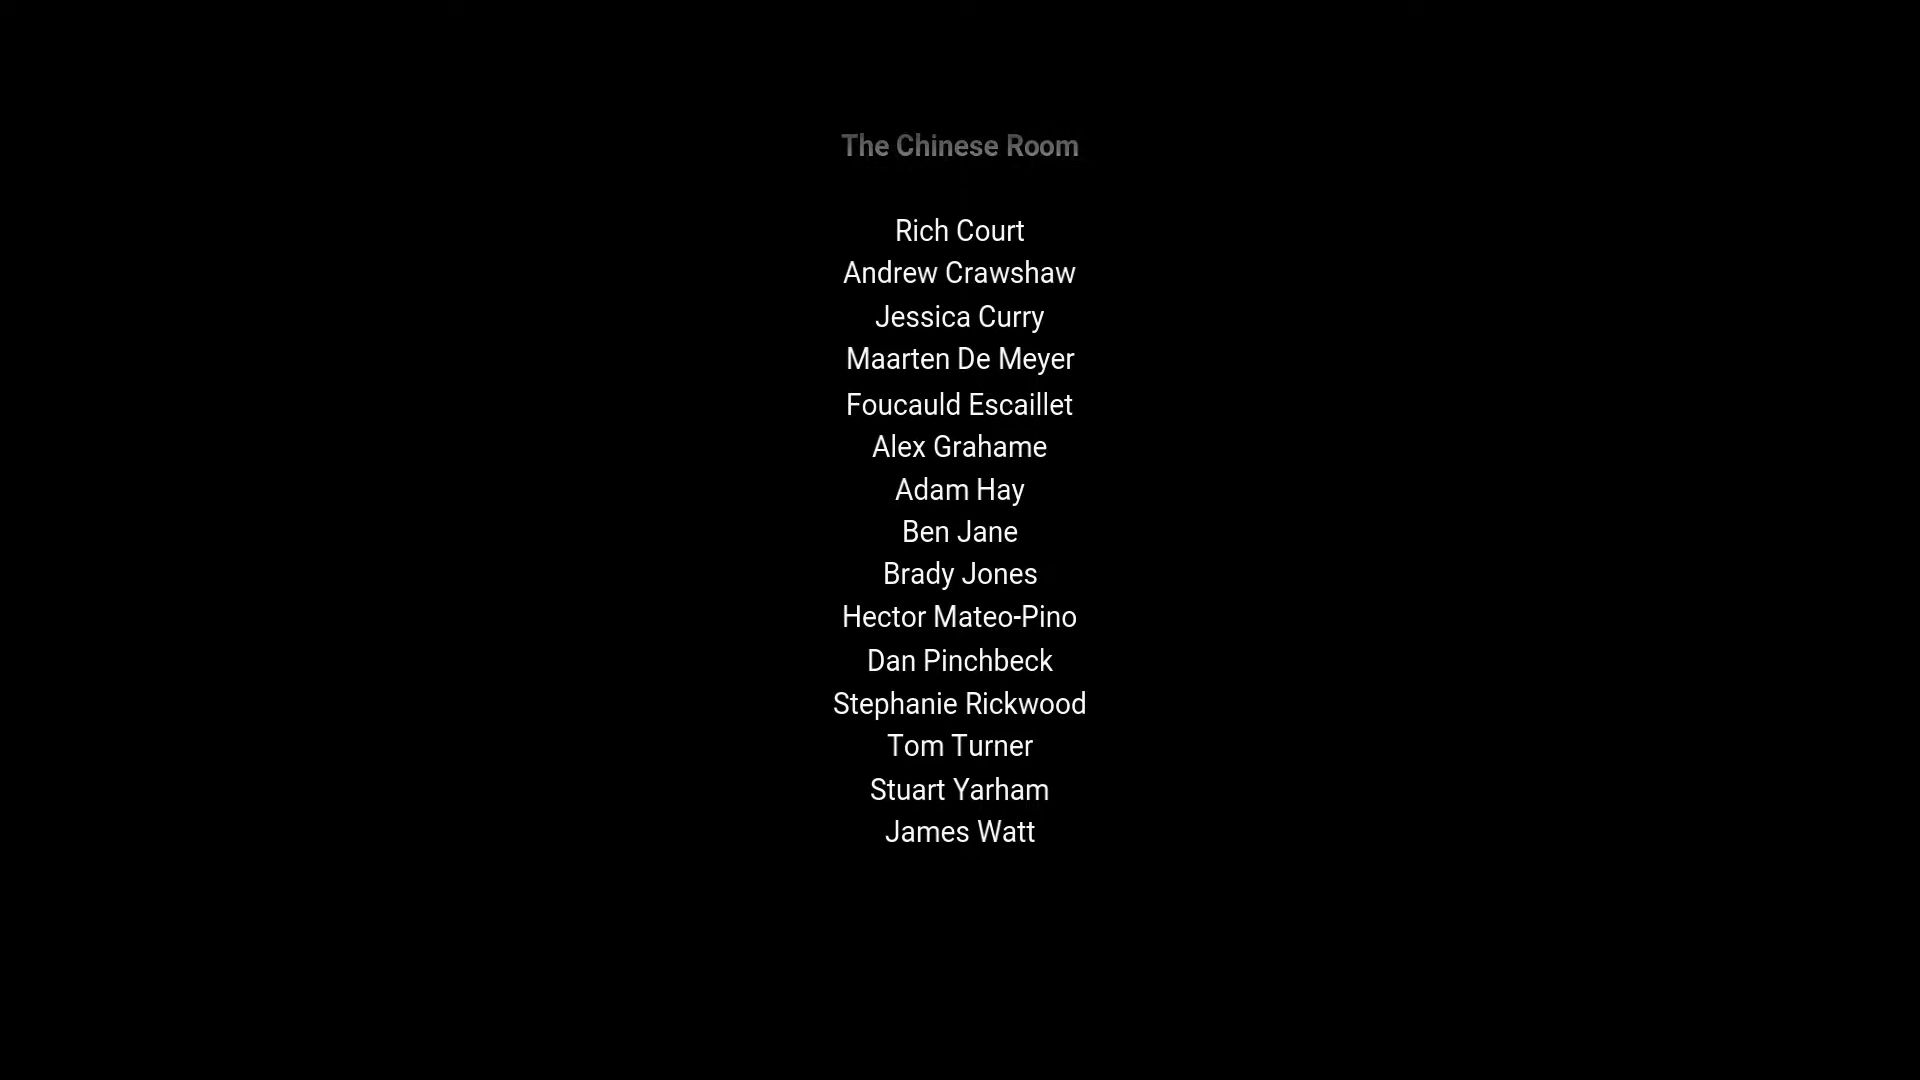 The Chinese Room
Rich Court
Andrew Crawshaw
Jessica Curry
Maarten De Meyer
Foucauld Escaillet
Alex Grahame
Adam Hay
Ben Jane
Brady Jones
Hector Mateo-Pino
Dan Pinchbeck
Stephanie Rickwood
Tom Turner
Stuart Yarham
James Watt